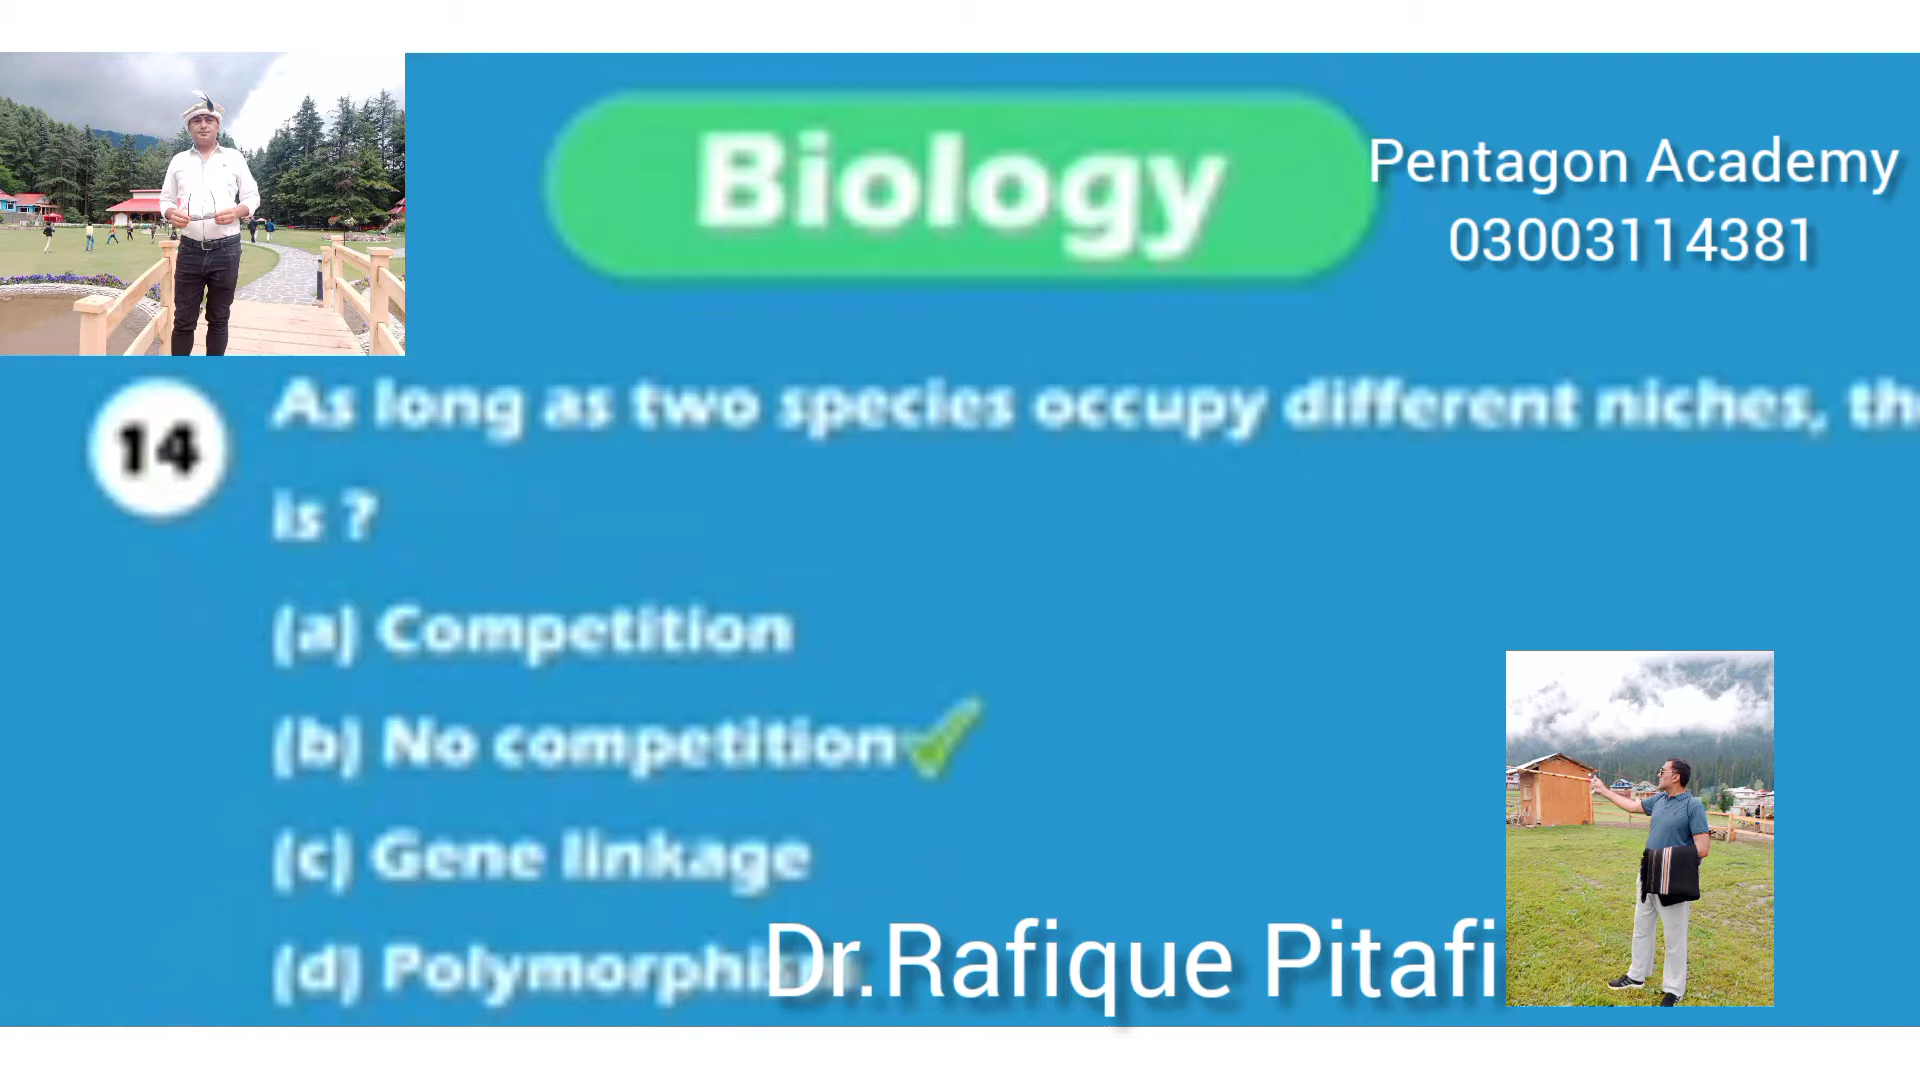 Biology
Pentagon Academy
03003114381
14
As long as two species occupy different niches, th
is ?
(a) Competition
(b) No competition
(c) Gene linkage
(d) Polymorphism
Dr.Rafique Pitafi